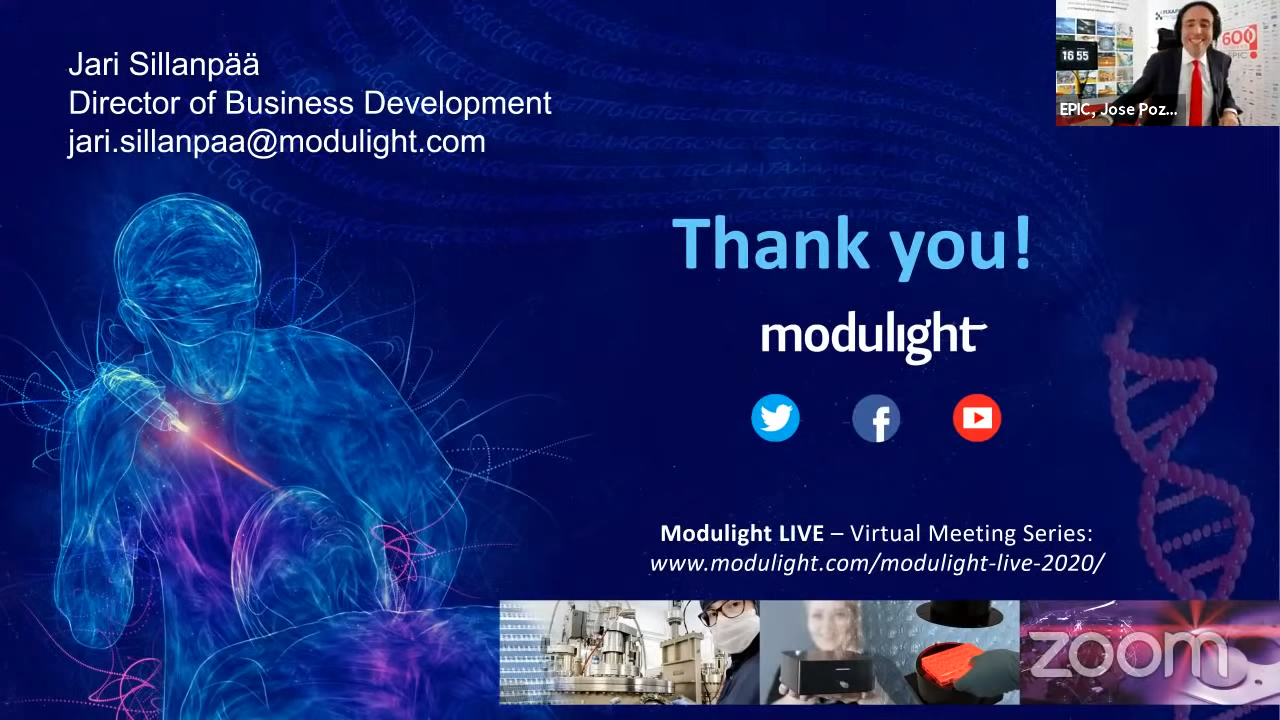 Jari Sillanpää
Director of Business Development
jari.sillanpaa@modulight.com
16 55
600
EPIC
EPIC, Jose Poz...
Thank you!
modulight
Modulight LIVE – Virtual Meeting Series:
www.modulight.com/modulight-live-2020/
zoom